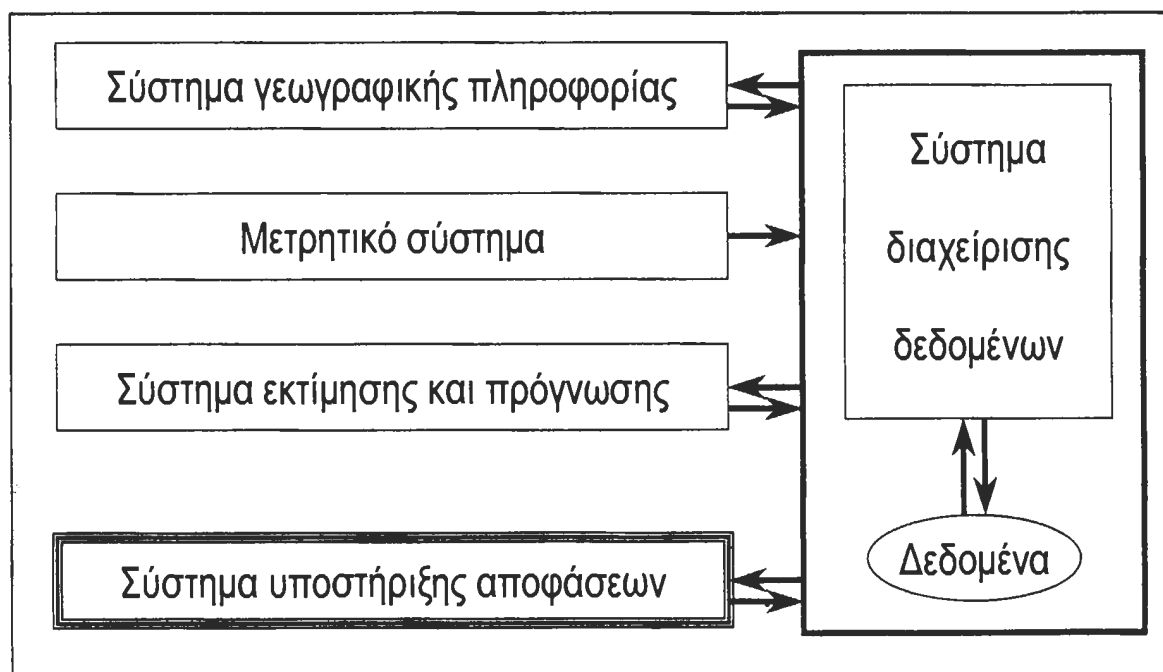 Σύστημα γεωγραφικής πληροφορίας
Μετρητικό σύστημα
Σύστημα εκτίμησης και πρόγνωσης
Σύστημα υποστήριξης αποφάσεων
Σύστημα
διαχείρισης
δεδομένων
Δεδομένα